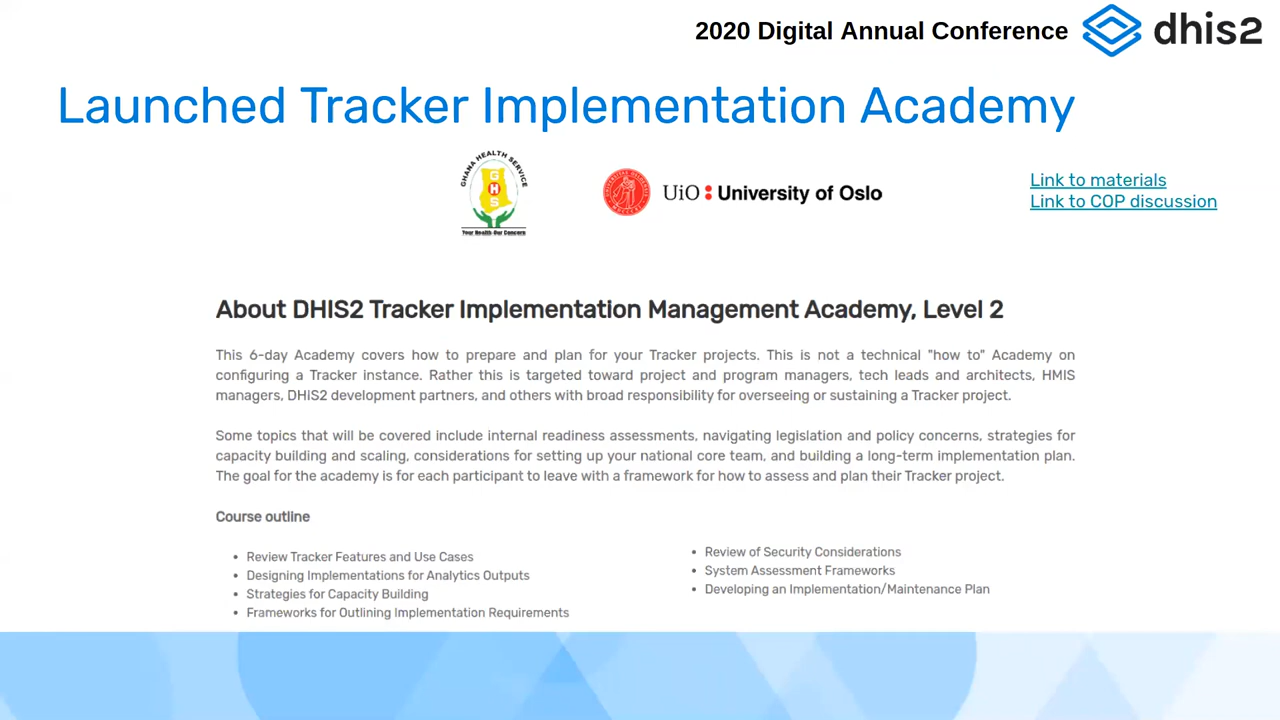 2020 Digital Annual Conference
dhis2
Launched Tracker Implementation Academy
GHANA HEALTH SERVICE
G
H
S
Your Health-Our Concern
UiO: University of Oslo
Link to materials
Link to COP discussion
About DHIS2 Tracker Implementation Management Academy, Level 2
This 6-day Academy covers how to prepare and plan for your Tracker projects. This is not a technical "how to" Academy on
configuring a Tracker instance. Rather this is targeted toward project and program managers, tech leads and architects, HMIS
managers, DHIS2 development partners, and others with broad responsibility for overseeing or sustaining a Tracker project.
Some topics that will be covered include internal readiness assessments, navigating legislation and policy concerns, strategies for
capacity building and scaling, considerations for setting up your national core team, and building a long-term implementation plan.
The goal for the academy is for each participant to leave with a framework for how to assess and plan their Tracker project.
Course outline
• Review Tracker Features and Use Cases
• Designing Implementations for Analytics Outputs
• Strategies for Capacity Building
• Frameworks for Outlining Implementation Requirements
• Review of Security Considerations
• System Assessment Frameworks
• Developing an Implementation/Maintenance Plan